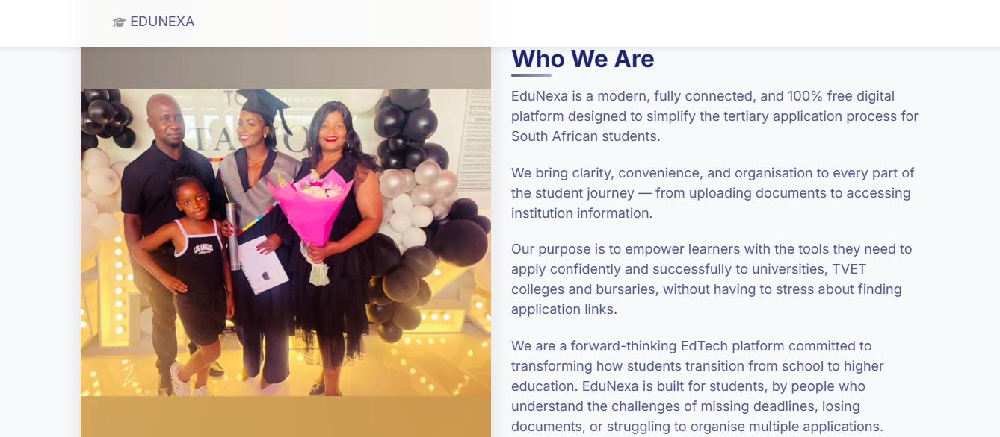 EDUNEXA
Who We Are
EduNexa is a modern, fully connected, and 100% free digital
platform designed to simplify the tertiary application process for
South African students.
We bring clarity, convenience, and organisation to every part of
the student journey — from uploading documents to accessing
institution information.
Our purpose is to empower learners with the tools they need to
apply confidently and successfully to universities, TVET
colleges and bursaries, without having to stress about finding
application links.
We are a forward-thinking EdTech platform committed to
transforming how students transition from school to higher
education. EduNexa is built for students, by people who
understand the challenges of missing deadlines, losing
documents, or struggling to organise multiple applications.
LOS ANGELES